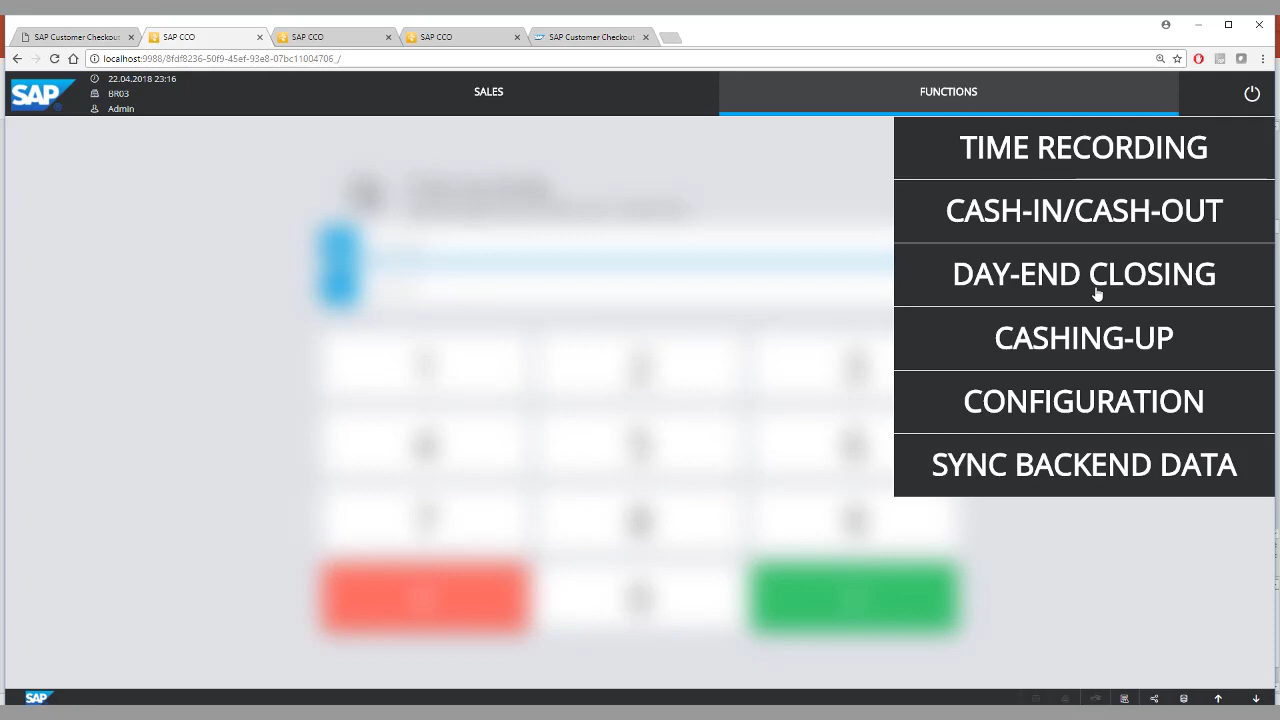 SAP Customer Checkout
SAP CCO
SAP CCO
SAP CCO
SAP Customer Checkout
localhost:9988/8fdf8236-50f9-45ef-93e8-07bc11004706_/
SAP
22.04.2018 23:16
BR03
Admin
SALES
FUNCTIONS
TIME RECORDING
CASH-IN/CASH-OUT
DAY-END CLOSING
CASHING-UP
CONFIGURATION
SYNC BACKEND DATA
SAP